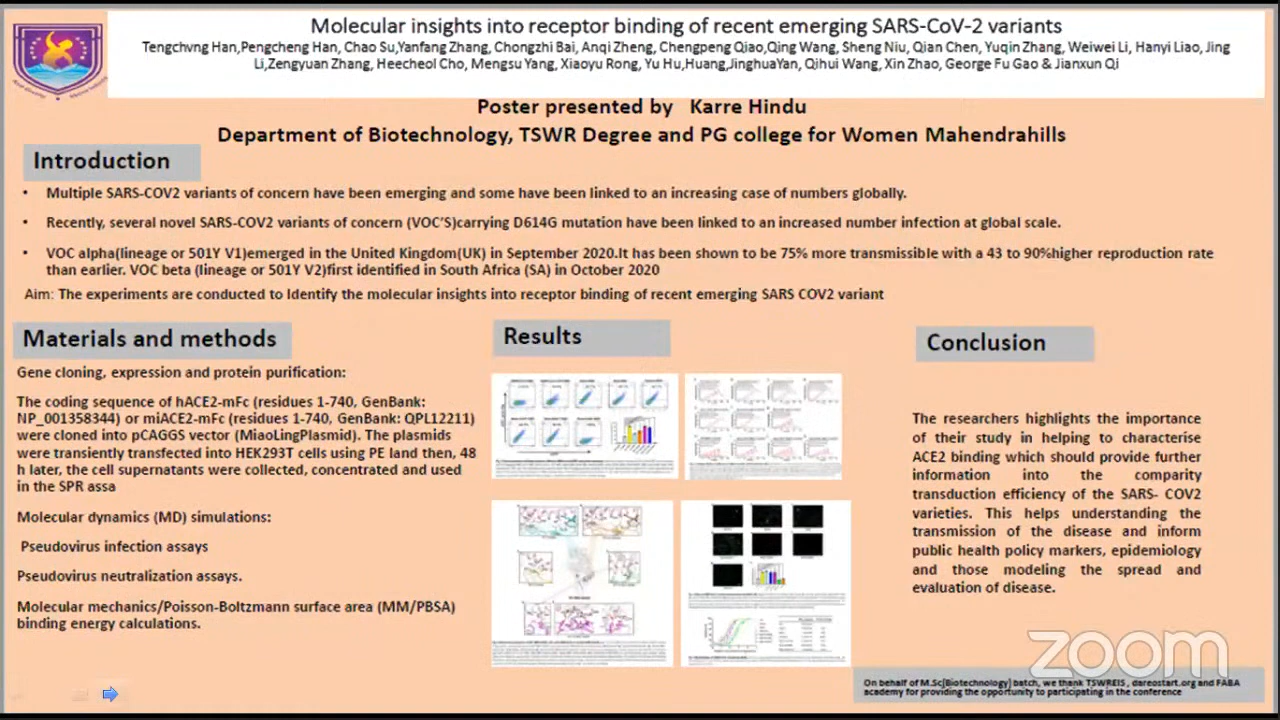 Molecular insights into receptor binding of recent emerging SARS-CoV-2 variants
Tengchvng Han,Pengcheng Han, Chao Su,Yanfang Zhang, Chongzhi Bai, Anqi Zheng, Chengpeng Qiao,Qing Wang, Sheng Niu, Qian Chen, Yuqin Zhang, Weiwei Li, Hanyi Liao, Jing
Li,Zengyuan Zhang, Heecheol Cho, Mengsu Yang, Xiaoyu Rong, Yu Hu,Huang,JinghuaYan, Qihui Wang, Xin Zhao, George Fu Gao & Jianxun Qi
Poster presented by Karre Hindu
Department of Biotechnology, TSWR Degree and PG college for Women Mahendrahills
Introduction
• Multiple SARS-COV2 variants of concern have been emerging and some have been linked to an increasing case of numbers globally.
• Recently, several novel SARS-COV2 variants of concern (VOC'S)carrying D614G mutation have been linked to an increased number infection at global scale.
• VOC alpha(lineage or 501Y V1)emerged in the United Kingdom(UK) in September 2020.It has been shown to be 75% more transmissible with a 43 to 90%higher reproduction rate
than earlier. VOC beta (lineage or 501Y V2)first identified in South Africa (SA) in October 2020
Aim: The experiments are conducted to Identify the molecular insights into receptor binding of recent emerging SARS COV2 variant
Materials and methods
Gene cloning, expression and protein purification:
The coding sequence of hACE2-mFc (residues 1-740, GenBank:
NP_001358344) or miACE2-mFc (residues 1-740, GenBank: QPL12211)
were cloned into pCAGGS vector (MiaoLingPlasmid). The plasmids
were transiently transfected into HEK293T cells using PE land then, 48
h later, the cell supernatants were collected, concentrated and used
in the SPR assa
Molecular dynamics (MD) simulations:
Pseudovirus infection assays
Pseudovirus neutralization assays.
Molecular mechanics/Poisson-Boltzmann surface area (MM/PBSA)
binding energy calculations.
Results
Conclusion
The researchers highlights the importance
of their study in helping to characterise
ACE2 binding which should provide further
information into the comparity
transduction efficiency of the SARS- COV2
varieties. This helps understanding the
transmission of the disease and inform
public health policy markers, epidemiology
and those modeling the spread and
evaluation of disease.
zoom
On behalf of M.Sc[Biotechnology] batch, we thank TSWREIS , dareostart.org and FABA
academy for providing the opportunity to participating in the conference